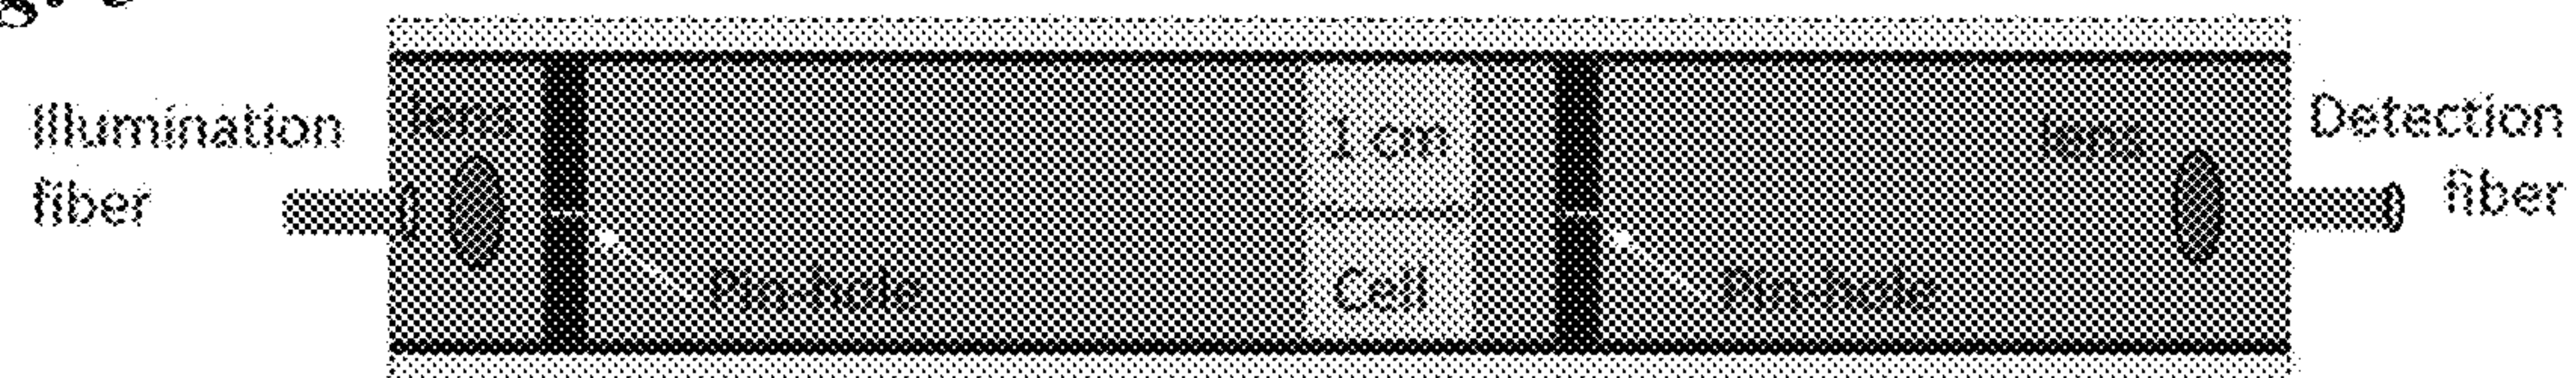 Illumination
fiber
lens
Pin-hole
1 cm
Cell
Pin-hole
lens
Detection
fiber